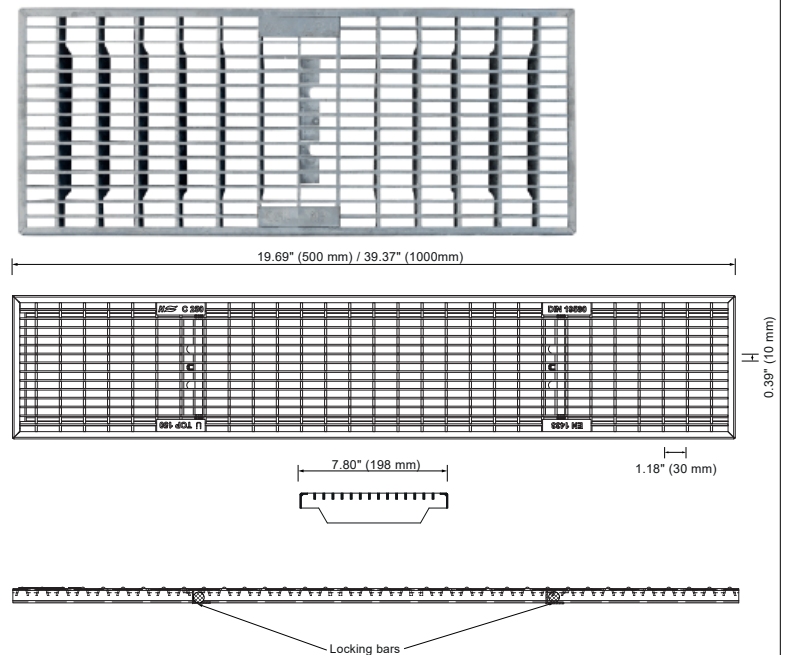 19.69" (500 mm) / 39.37" (1000mm)
C 250
DIN 19580
0.39" (10 mm)
U TOP 150
EN 1433
1.18" (30 mm)
7.80" (198 mm)
Locking bars